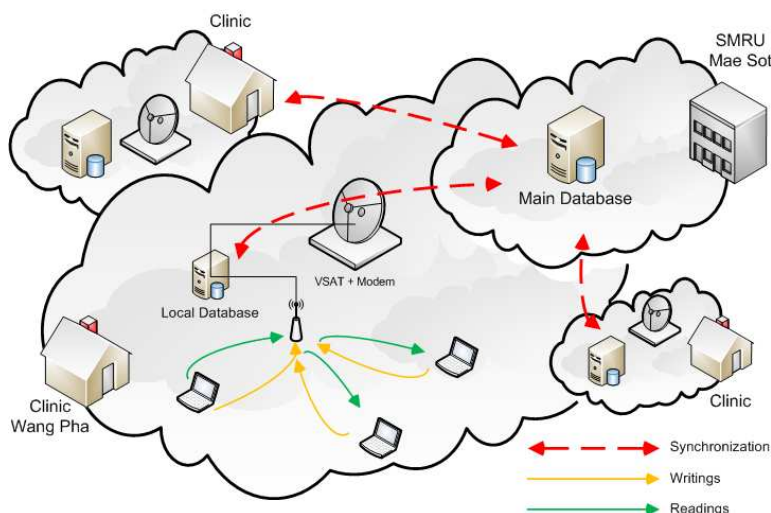 Clinic
SMRU
Mae Sot
Main Database
VSAT + Modem
Local Database
Clinic
Wang Pha
Clinic
Synchronization
Writings
Readings